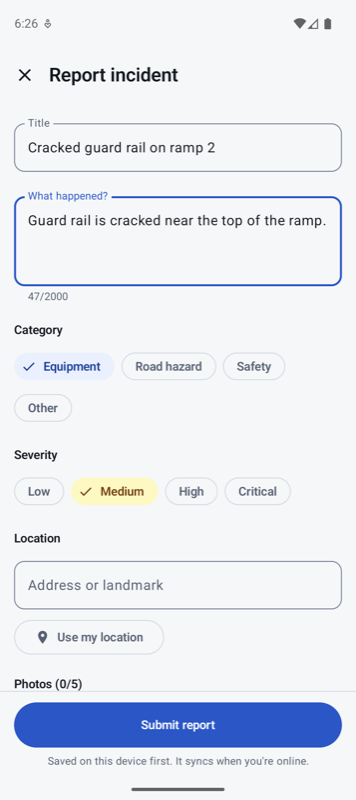 6:26
Report incident
Title
Cracked guard rail on ramp 2
What happened?
Guard rail is cracked near the top of the ramp.
47/2000
Category
Equipment
Road hazard
Safety
Other
Severity
Low
Medium
High
Critical
Location
Address or landmark
Use my location
Photos (0/5)
Submit report
Saved on this device first. It syncs when you're online.